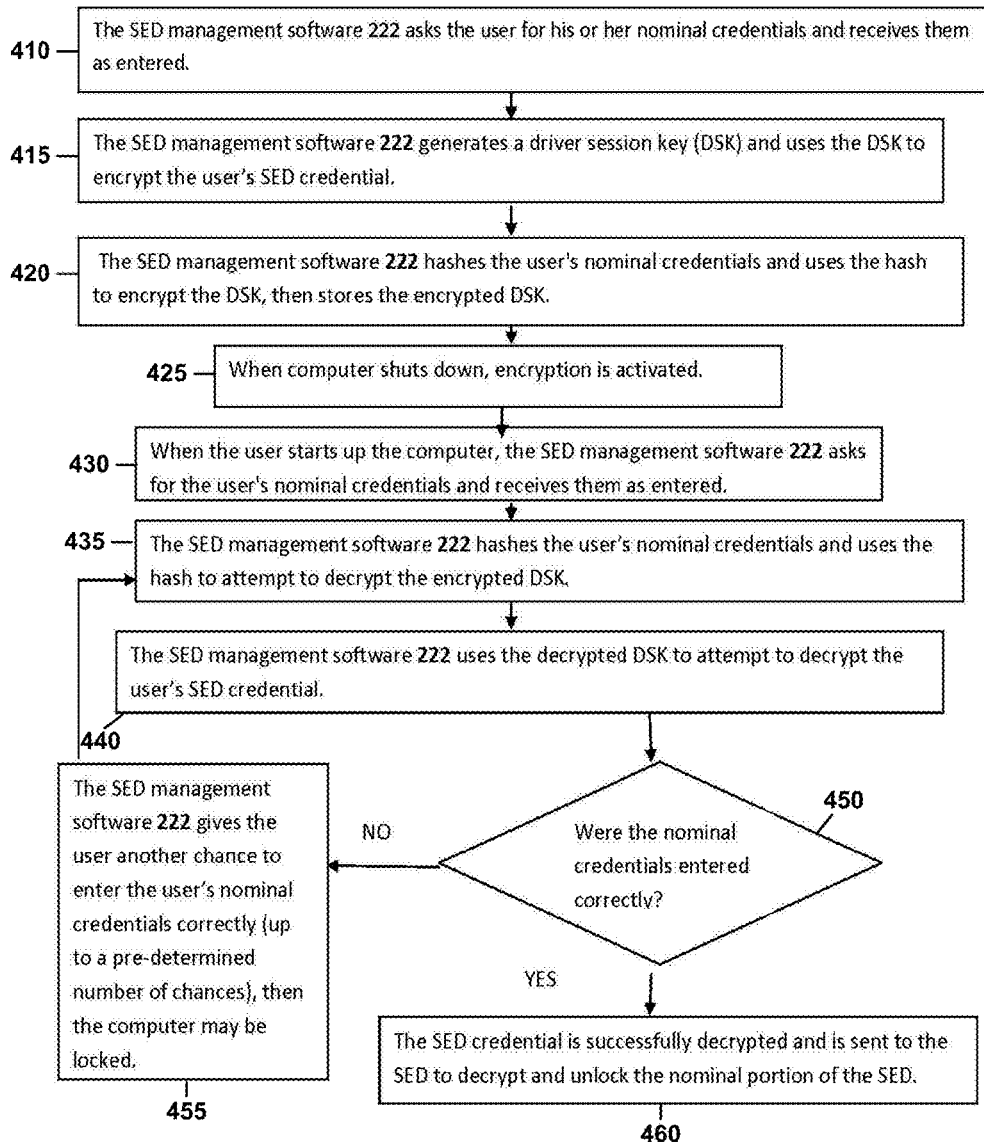 410
The SED management software 222 asks the user for his or her nominal credentials and receives them
as entered.
415
The SED management software 222 generates a driver session key (DSK) and uses the DSK to
encrypt the user's SED credential.
420
The SED management software 222 hashes the user's nominal credentials and uses the hash
to encrypt the DSK, then stores the encrypted DSK.
425
When computer shuts down, encryption is activated.
430
When the user starts up the computer, the SED management software 222 asks
for the user's nominal credentials and receives them as entered.
435
The SED management software 222 hashes the user's nominal credentials and uses the
hash to attempt to decrypt the encrypted DSK.
The SED management software 222 uses the decrypted DSK to attempt to decrypt the
user's SED credential.
440
450
Were the nominal
credentials entered
correctly?
NO
The SED management
software 222 gives the
user another chance to
enter the user's nominal
credentials correctly (up
to a pre-determined
number of chances), then
the computer may be
locked.
455
YES
The SED credential is successfully decrypted and is sent to the
SED to decrypt and unlock the nominal portion of the SED.
460